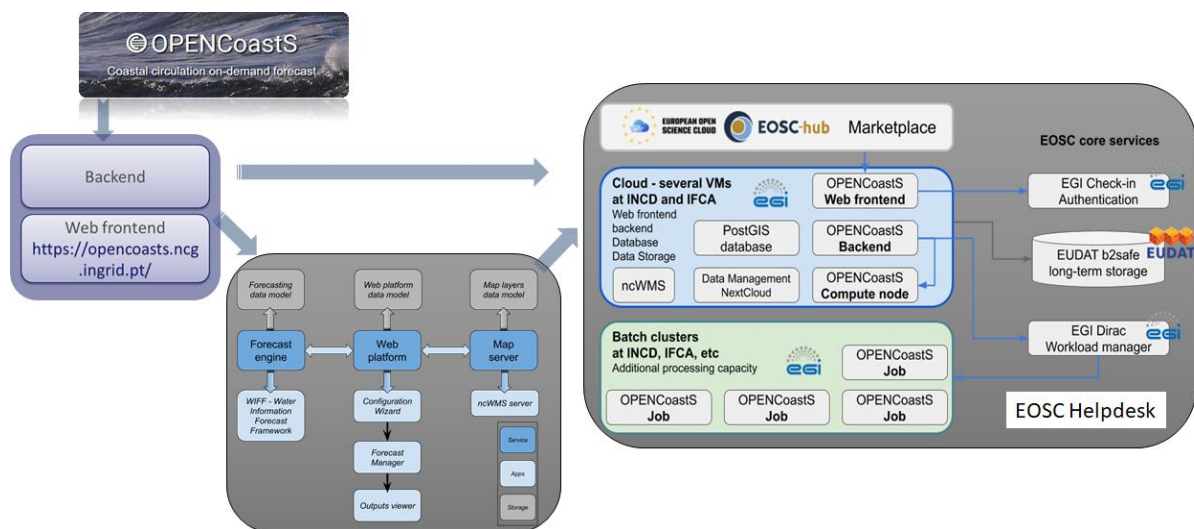 OPENCoastS
Coastal circulation on-demand forecast
Backend
Web frontend
https://opencoasts.ncg
.ingrid.pt/
Forecasting
data model
Web platform
data model
Map layers
data model
Forecast
engine
Web
platform
Map
server
WIFF - Water
Information
Forecast
Framework
Configuration
Wizard
ncWMS server
Forecast
Manager
Outputs viewer
Service
Apps
Storage
EUROPEAN OPEN
SCIENCE CLOUD
EOSC-hub
Marketplace
EOSC core services
Cloud - several VMs
at INCD and IFCA
Web frontend
backend
Database
Data Storage
egi
OPENCoastS
Web frontend
PostGIS
database
OPENCoastS
Backend
ncWMS
Data Management
NextCloud
OPENCoastS
Compute node
EGI Check-in
Authentication
egi
EUDAT
EUDAT b2safe
long-term storage
EGI Dirac
Workload manager
egi
Batch clusters
at INCD, IFCA, etc
Additional processing capacity
egi
OPENCoastS
Job
OPENCoastS
Job
OPENCoastS
Job
OPENCoastS
Job
EOSC Helpdesk